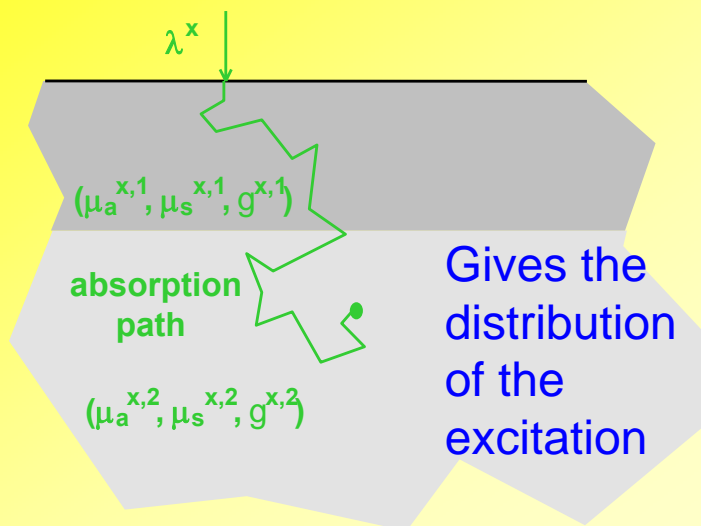 λˣ
(μₐˣ,¹, μₛˣ,¹, gˣ,¹)
absorption
path
(μₐˣ,², μₛˣ,², gˣ,²)
Gives the
distribution
of the
excitation